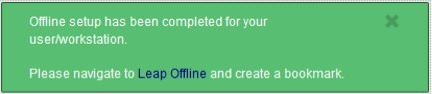 Offline setup has been completed for your
user/workstation.
Please navigate to Leap Offline and create a bookmark.